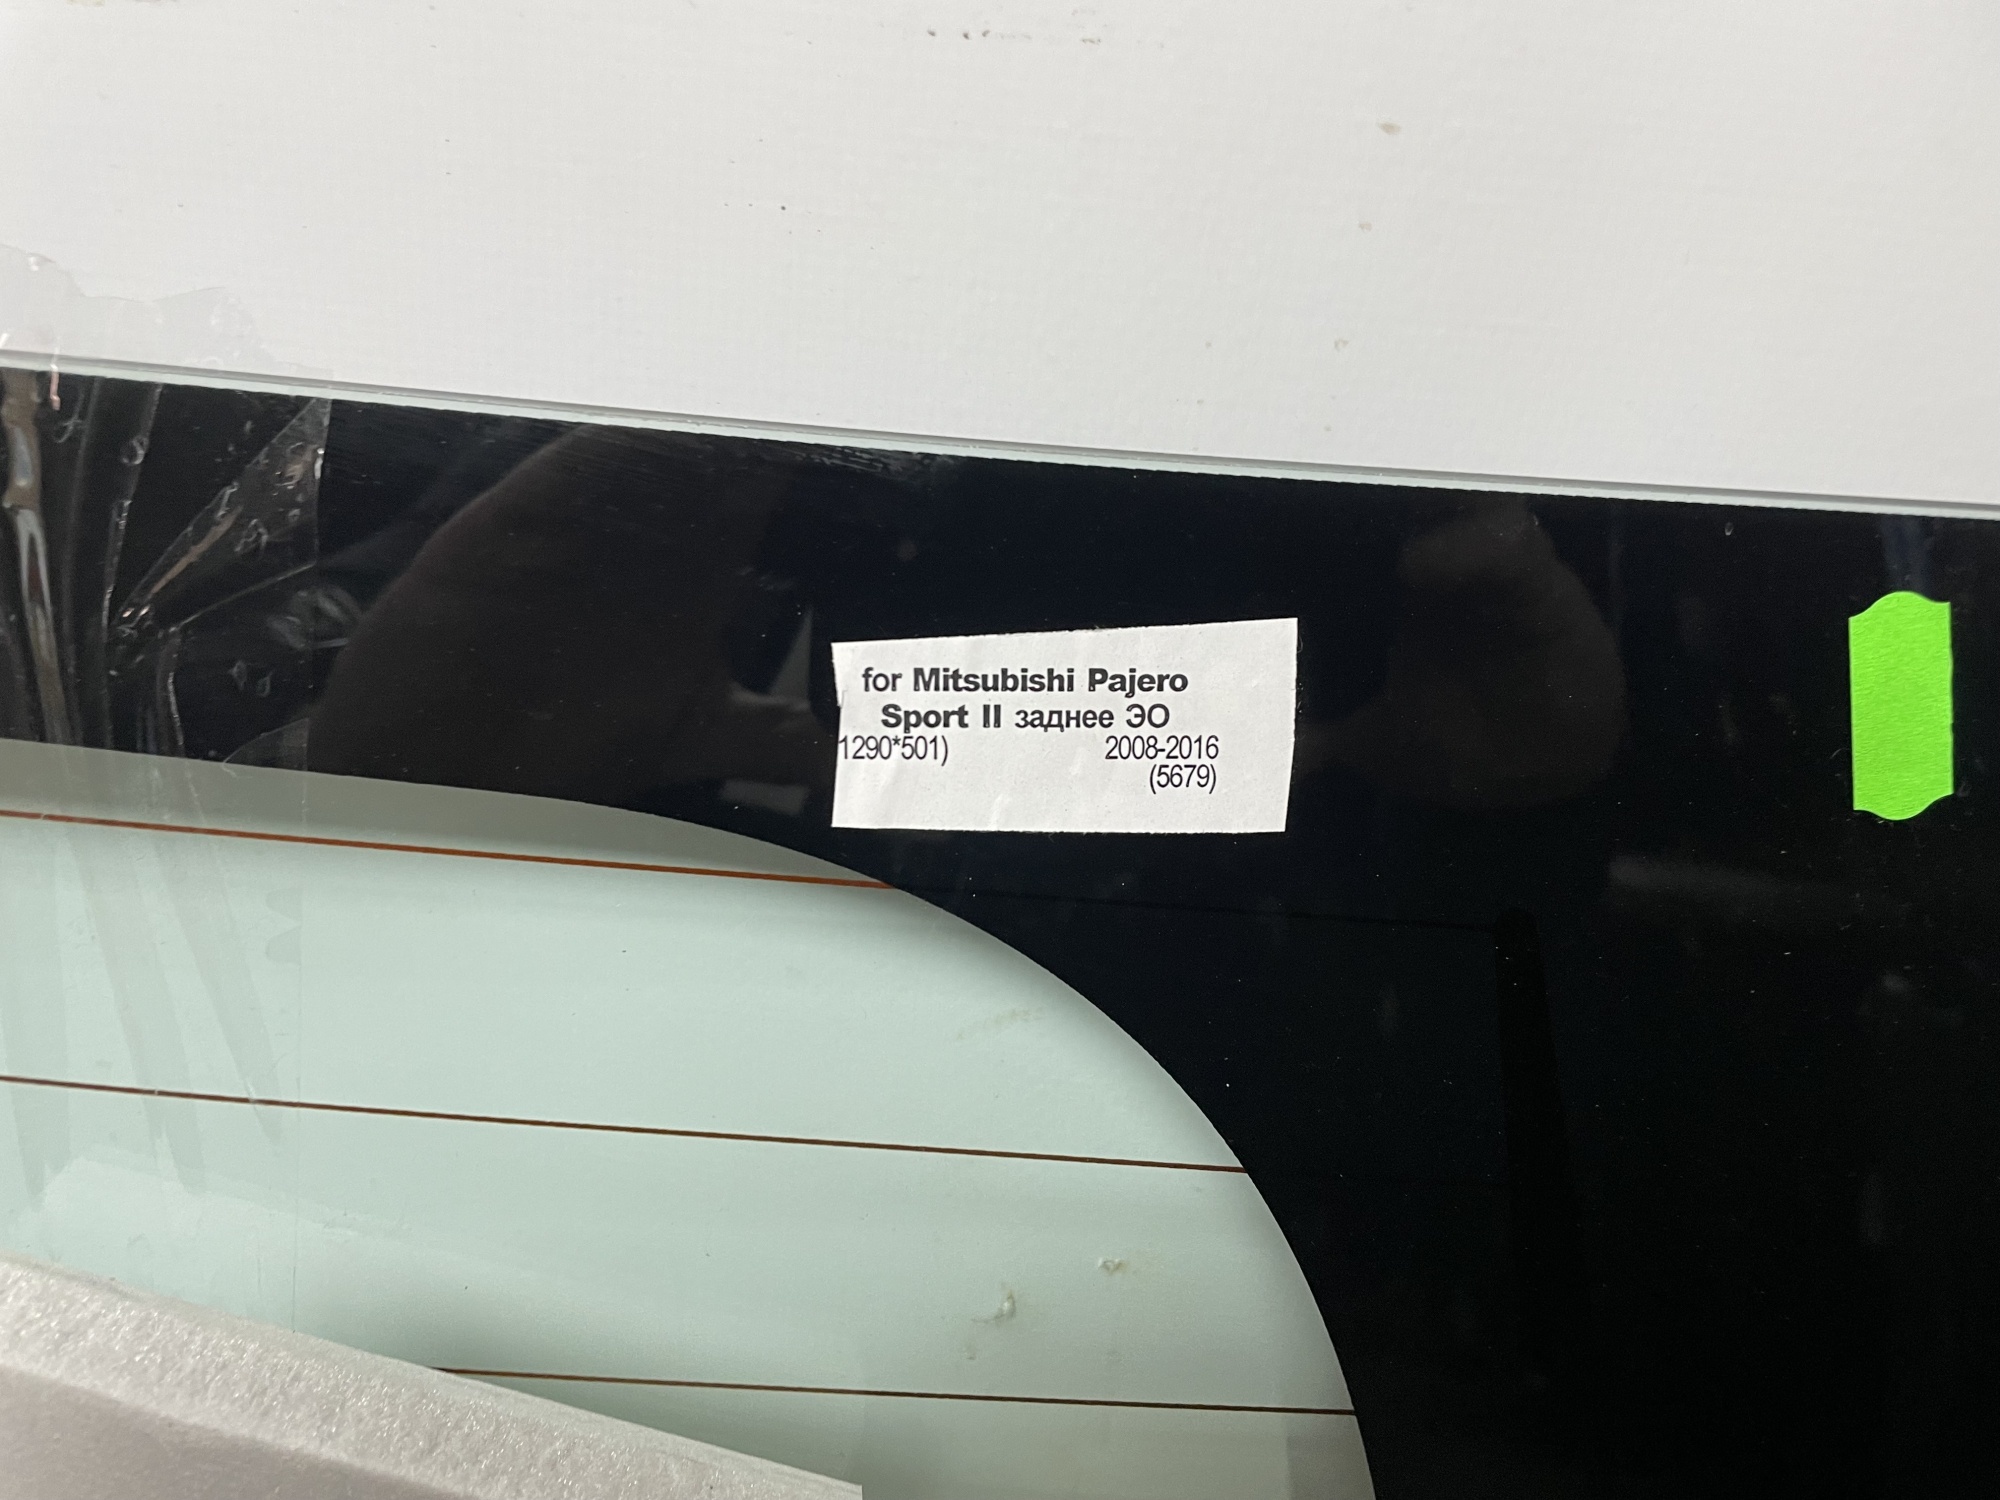 for Mitsubishi Pajero
Sport II заднее ЭО
1290*501) 2008-2016
(5679)